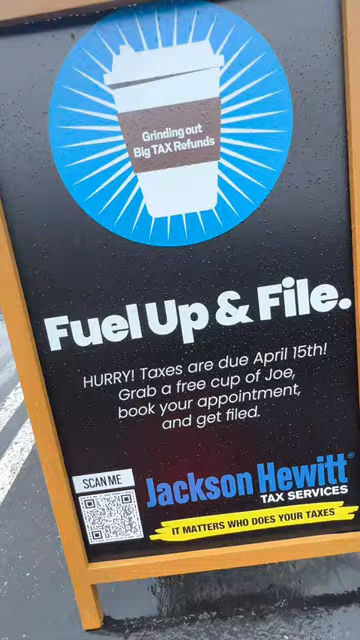 Grinding out
Big TAX Refunds
Fuel Up & File.
HURRY! Taxes are due April 15th!
Grab a free cup of Joe,
book your appointment,
and get filed.
SCAN ME
Jackson Hewitt®
TAX SERVICES
IT MATTERS WHO DOES YOUR TAXES